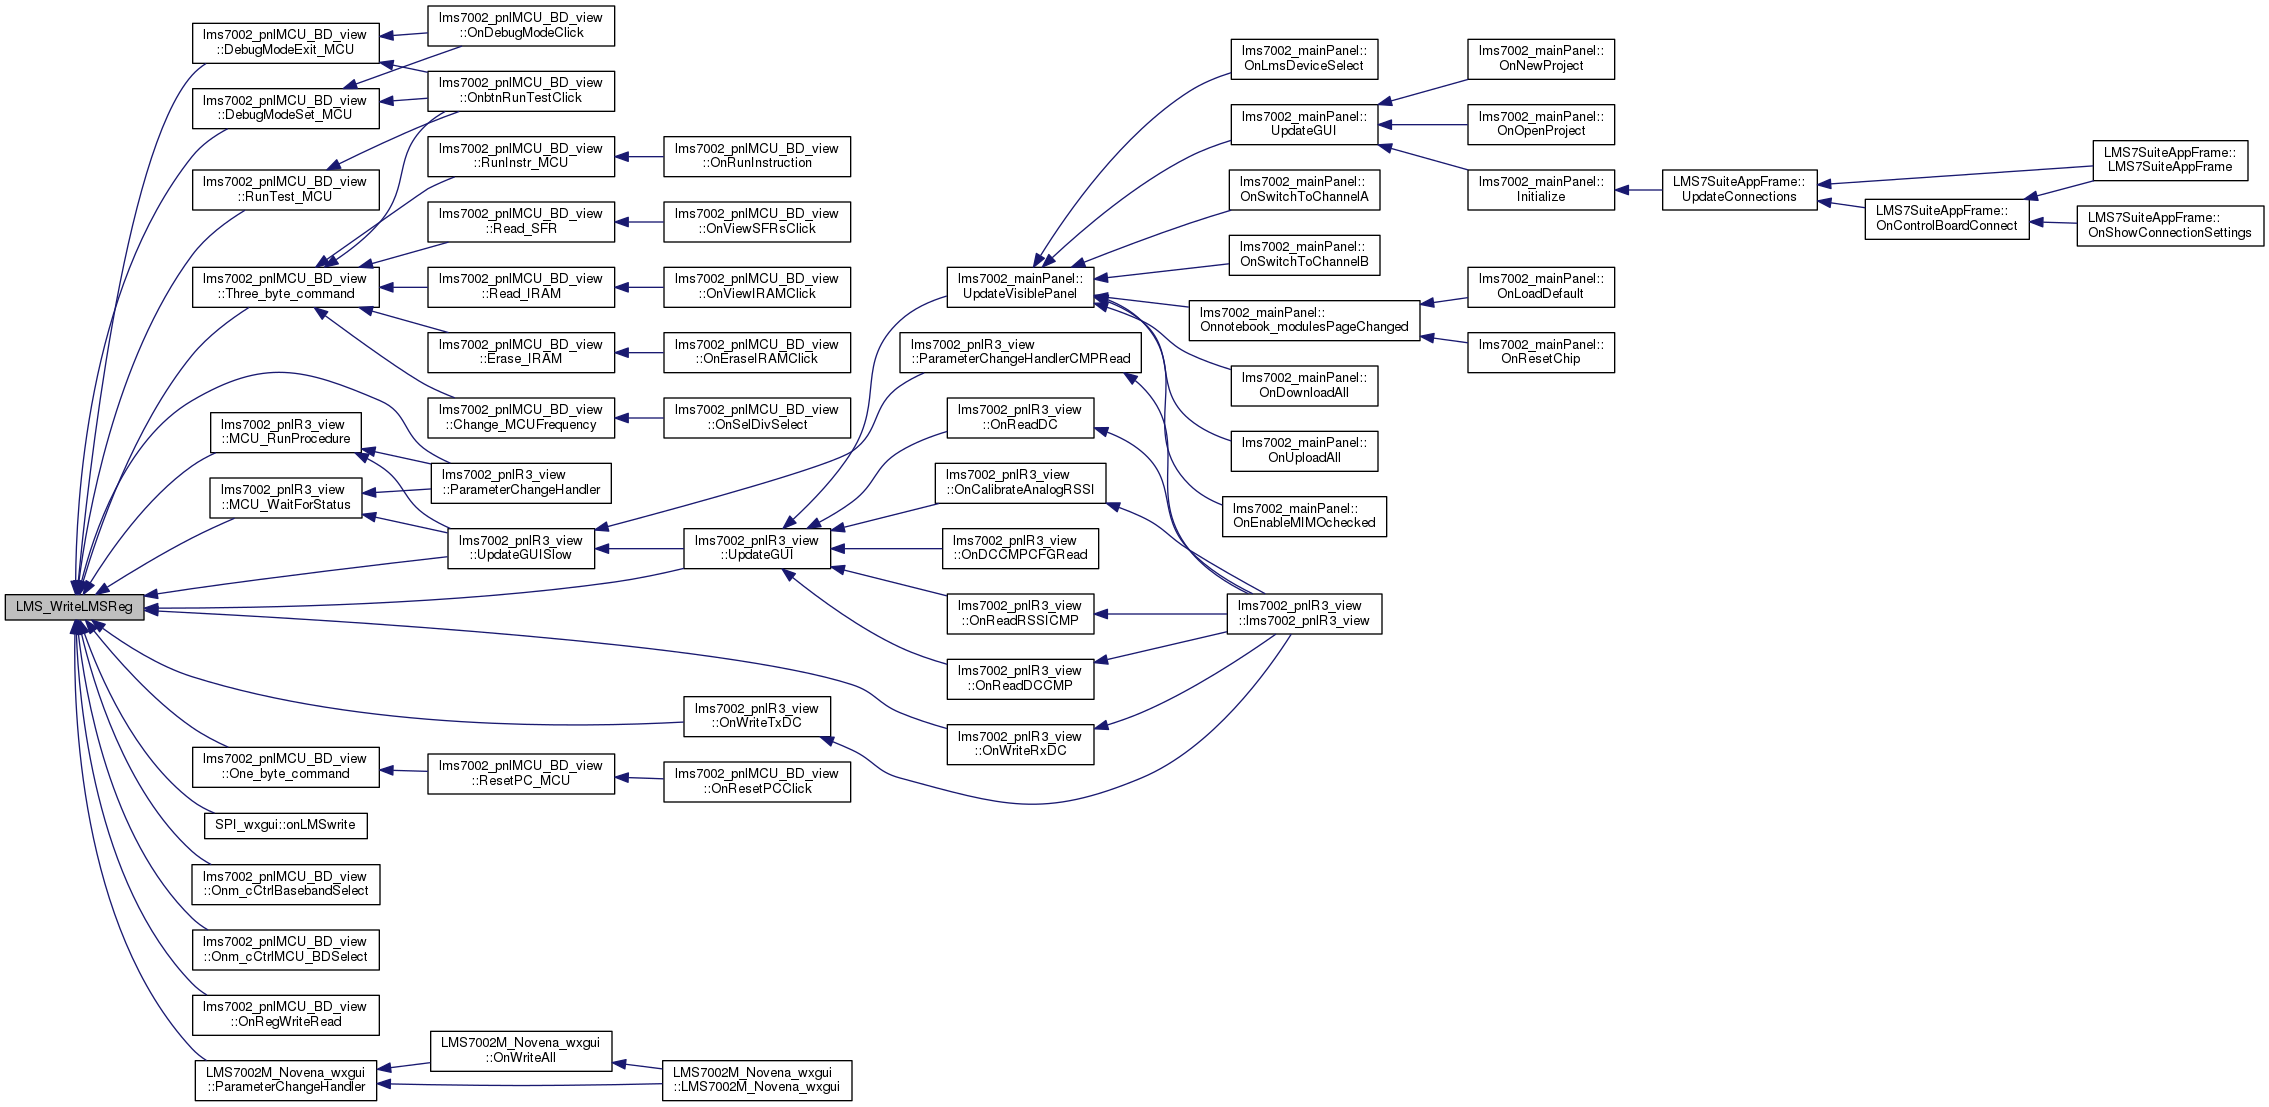 LMS_WriteLMSReg
lms7002_pnlMCU_BD_view
::DebugModeExit_MCU
lms7002_pnlMCU_BD_view
::DebugModeSet_MCU
lms7002_pnlMCU_BD_view
::RunTest_MCU
lms7002_pnlMCU_BD_view
::Three_byte_command
lms7002_pnlR3_view
::MCU_RunProcedure
lms7002_pnlR3_view
::MCU_WaitForStatus
lms7002_pnlMCU_BD_view
::One_byte_command
SPI_wxgui::onLMSwrite
lms7002_pnlMCU_BD_view
::Onm_cCtrlBasebandSelect
lms7002_pnlMCU_BD_view
::Onm_cCtrlMCU_BDSelect
lms7002_pnlMCU_BD_view
::OnRegWriteRead
LMS7002M_Novena_wxgui
::ParameterChangeHandler
lms7002_pnlMCU_BD_view
::OnDebugModeClick
lms7002_pnlMCU_BD_view
::OnbtnRunTestClick
lms7002_pnlMCU_BD_view
::RunInstr_MCU
lms7002_pnlMCU_BD_view
::Read_SFR
lms7002_pnlMCU_BD_view
::Read_IRAM
lms7002_pnlMCU_BD_view
::Erase_IRAM
lms7002_pnlMCU_BD_view
::Change_MCUFrequency
lms7002_pnlR3_view
::ParameterChangeHandler
lms7002_pnlR3_view
::UpdateGUISlow
lms7002_pnlMCU_BD_view
::ResetPC_MCU
LMS7002M_Novena_wxgui
::OnWriteAll
lms7002_pnlMCU_BD_view
::OnRunInstruction
lms7002_pnlMCU_BD_view
::OnViewSFRsClick
lms7002_pnlMCU_BD_view
::OnViewIRAMClick
lms7002_pnlMCU_BD_view
::OnEraseIRAMClick
lms7002_pnlMCU_BD_view
::OnSelDivSelect
lms7002_pnlR3_view
::UpdateGUI
lms7002_pnlR3_view
::OnWriteTxDC
lms7002_pnlMCU_BD_view
::OnResetPCClick
LMS7002M_Novena_wxgui
::LMS7002M_Novena_wxgui
lms7002_mainPanel::
UpdateVisiblePanel
lms7002_pnlR3_view
::ParameterChangeHandlerCMPRead
lms7002_pnlR3_view
::OnReadDC
lms7002_pnlR3_view
::OnCalibrateAnalogRSSI
lms7002_pnlR3_view
::OnDCCMPCFGRead
lms7002_pnlR3_view
::OnReadRSSICMP
lms7002_pnlR3_view
::OnReadDCCMP
lms7002_pnlR3_view
::OnWriteRxDC
lms7002_mainPanel::
OnLmsDeviceSelect
lms7002_mainPanel::
UpdateGUI
lms7002_mainPanel::
OnSwitchToChannelA
lms7002_mainPanel::
OnSwitchToChannelB
lms7002_mainPanel::
Onnotebook_modulesPageChanged
lms7002_mainPanel::
OnDownloadAll
lms7002_mainPanel::
OnUploadAll
lms7002_mainPanel::
OnEnableMIMOchecked
lms7002_pnlR3_view
::lms7002_pnlR3_view
lms7002_mainPanel::
OnNewProject
lms7002_mainPanel::
OnOpenProject
lms7002_mainPanel::
Initialize
lms7002_mainPanel::
OnLoadDefault
lms7002_mainPanel::
OnResetChip
LMS7SuiteAppFrame::
UpdateConnections
LMS7SuiteAppFrame::
OnControlBoardConnect
LMS7SuiteAppFrame::
LMS7SuiteAppFrame
LMS7SuiteAppFrame::
OnShowConnectionSettings